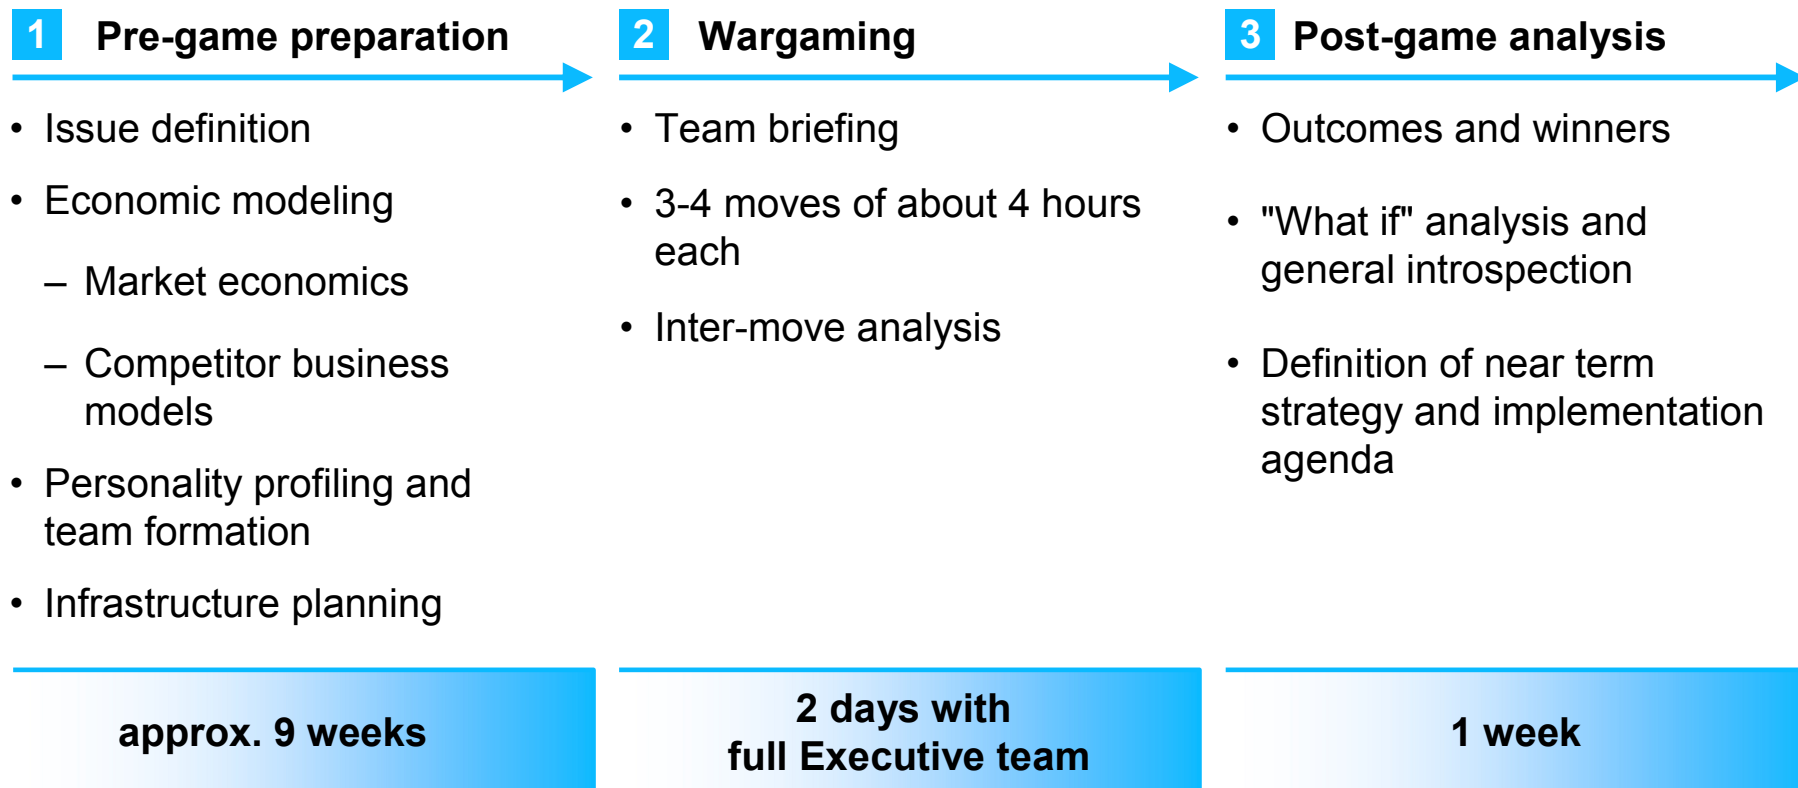 1 Pre-game preparation
• Issue definition
• Economic modeling
– Market economics
– Competitor business
models
• Personality profiling and
team formation
• Infrastructure planning
approx. 9 weeks
2 Wargaming
• Team briefing
• 3-4 moves of about 4 hours
each
• Inter-move analysis
2 days with
full Executive team
3 Post-game analysis
• Outcomes and winners
• "What if" analysis and
general introspection
• Definition of near term
strategy and implementation
agenda
1 week